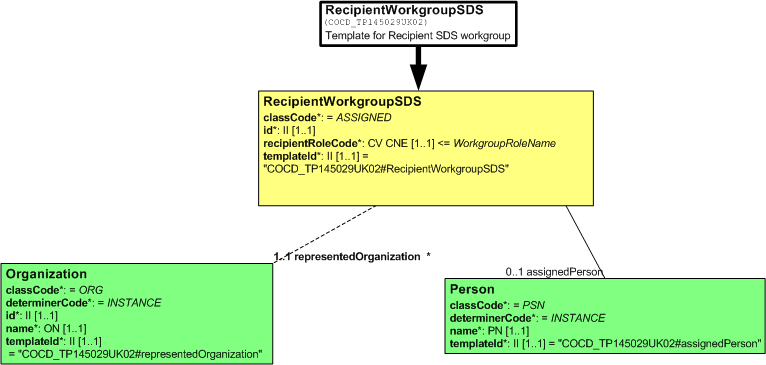 RecipientWorkgroupSDS
(COCD_TP145029UK02)
Template for Recipient SDS workgroup
RecipientWorkgroupSDS
classCode*: = ASSIGNED
id*: II [1..1]
recipientRoleCode*: CV CNE [1..1] <= WorkgroupRoleName
templateId*: II [1..1] =
"COCD_TP145029UK02#RecipientWorkgroupSDS"
1..1 representedOrganization *
0..1 assignedPerson
Organization
classCode*: = ORG
determinerCode*: = INSTANCE
id*: II [1..1]
name*: ON [1..1]
templateId*: II [1..1]
= "COCD_TP145029UK02#representedOrganization"
Person
classCode*: = PSN
determinerCode*: = INSTANCE
name*: PN [1..1]
templateId*: II [1..1] = "COCD_TP145029UK02#assignedPerson"